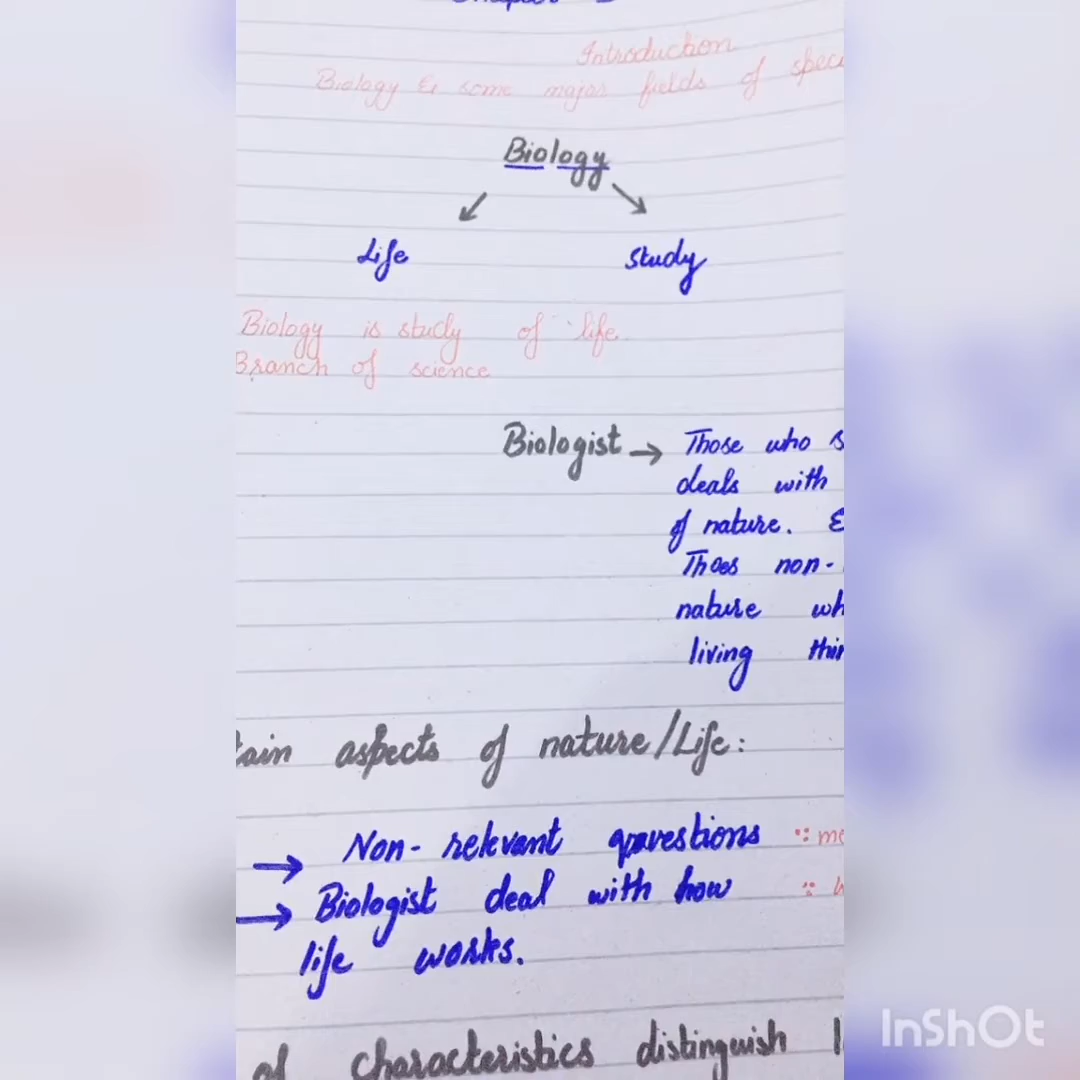 Introduction
Biology & some major fields of
Biology
Life
Study
Biology is study of life.
Branch of science
Biologist → Those who
deals with
of nature.
Thoes non-
nature
living
aspects of nature/Life:
→ Non-relevant
→ Biologist deal with how
life works.
of characteristics distinguish
InShOt